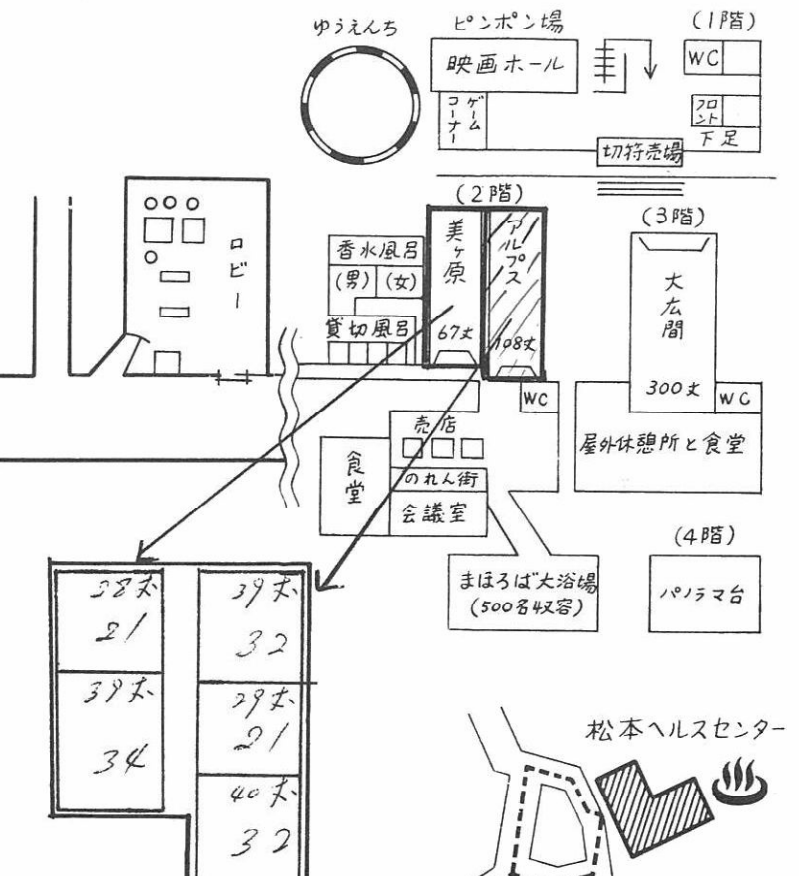 ゆうえんち
ピンポン場
(1階)
映画ホール
WC
ゲーム
コーナー
フロント
下足
切符売場
(2階)
(3階)
ロビー
香水風呂
(男)
(女)
貸切風呂
美ヶ原
67丈
アルプス
108丈
大広間
300丈
WC
WC
屋外休憩所と食堂
売店
食堂
のれん街
会議室
(4階)
まほろば大浴場
(500名収容)
パノラマ台
28丈
21
39丈
34
39丈
32
29丈
21
40丈
32
松本ヘルスセンター